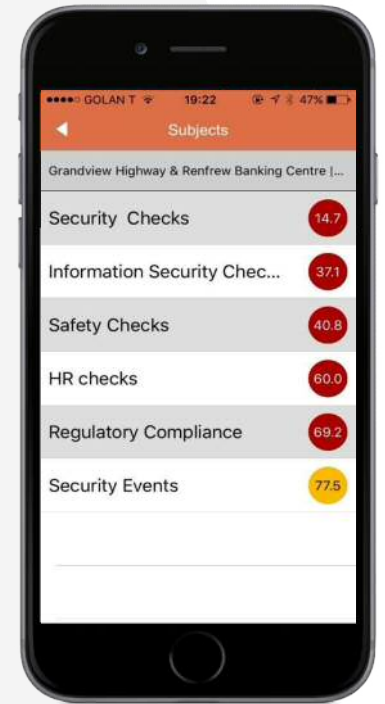 GOLAN T 19:22 47%
Subjects
Grandview Highway & Renfrew Banking Centre |...
Security Checks 14.7
Information Security Chec... 37.1
Safety Checks 40.8
HR checks 60.0
Regulatory Compliance 69.2
Security Events 77.5